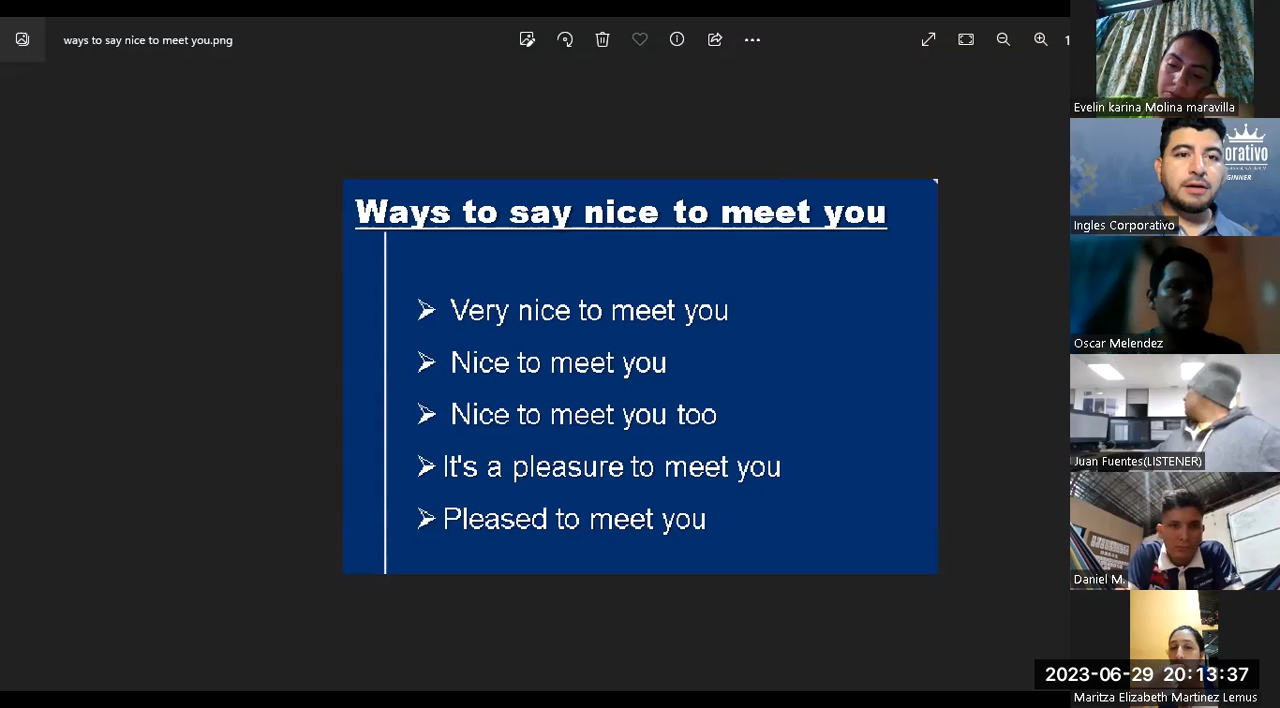 ways to say nice to meet you.png
1
Evelin karina Molina maravilla
orativo
GINNER
Ingles Corporativo
Oscar Melendez
Juan Fuentes(LISTENER)
Daniel M.
2023-06-29 20:13:37
Maritza Elizabeth Martinez Lemus
Ways to say nice to meet you
Very nice to meet you
Nice to meet you
Nice to meet you too
It's a pleasure to meet you
Pleased to meet you